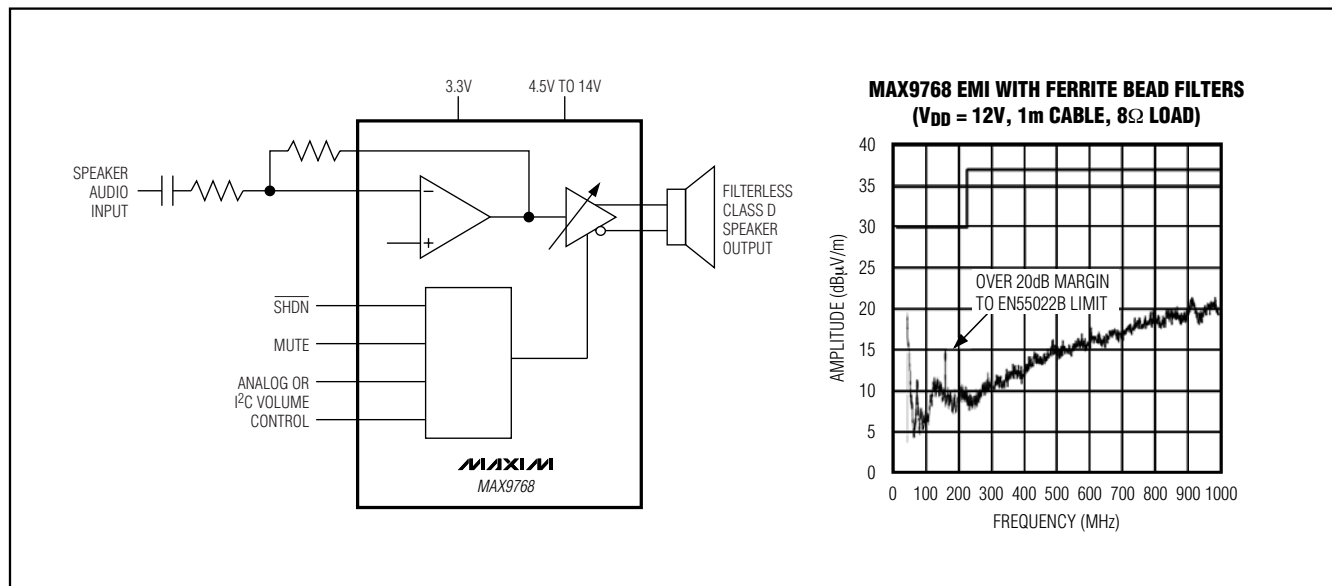 3.3V
4.5V TO 14V
SPEAKER
AUDIO
INPUT
−
+
FILTERLESS
CLASS D
SPEAKER
OUTPUT
SHDN
MUTE
ANALOG OR
I²C VOLUME
CONTROL
MAXIM
MAX9768
MAX9768 EMI WITH FERRITE BEAD FILTERS
(VDD = 12V, 1m CABLE, 8Ω LOAD)
AMPLITUDE (dBµV/m)
40
35
30
25
20
15
10
5
0
OVER 20dB MARGIN
TO EN55022B LIMIT
0 100 200 300 400 500 600 700 800 900 1000
FREQUENCY (MHz)